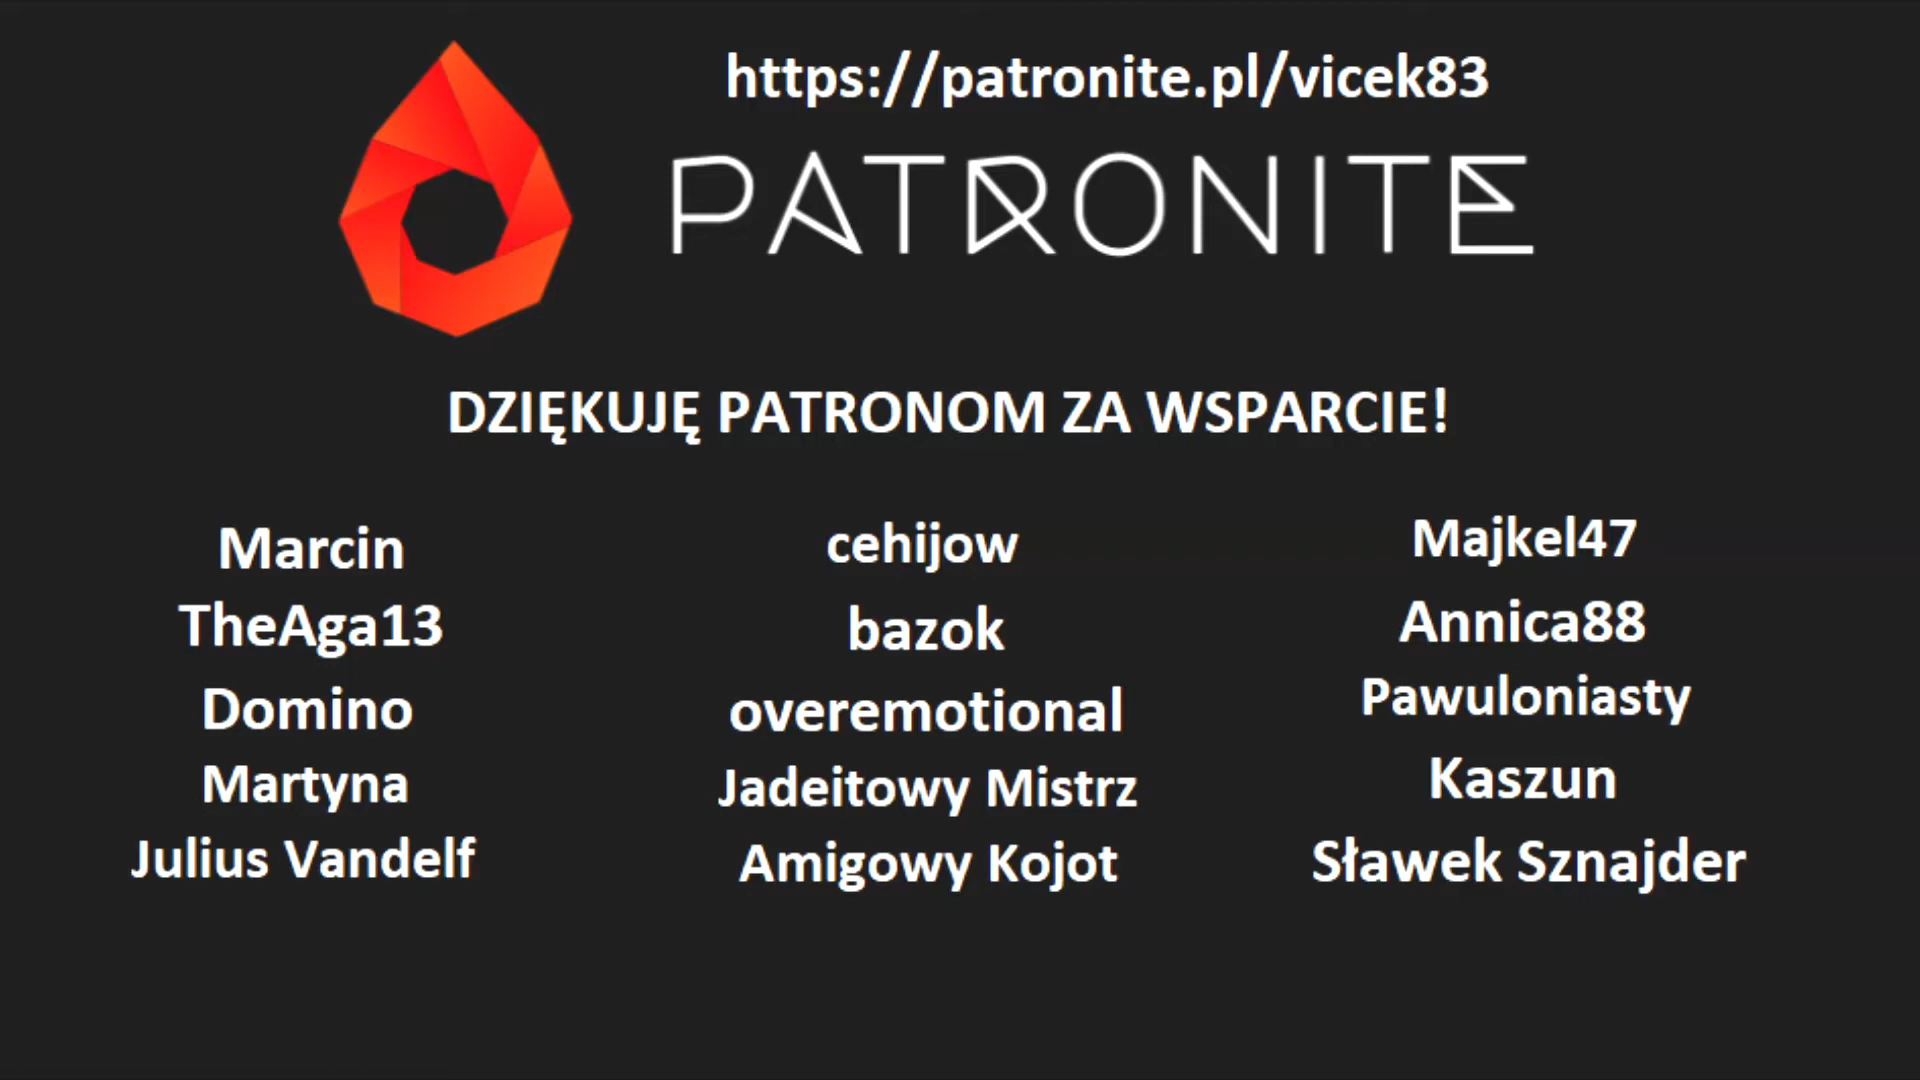 https://patronite.pl/vicek83
PATRONITE
DZIĘKUJĘ PATRONOM ZA WSPARCIE!
Marcin
TheAga13
Domino
Martyna
Julius Vandelf
cehijow
bazok
overemotional
Jadeitowy Mistrz
Amigowy Kojot
Majkel47
Annica88
Pawuloniasty
Kaszun
Sławek Sznajder